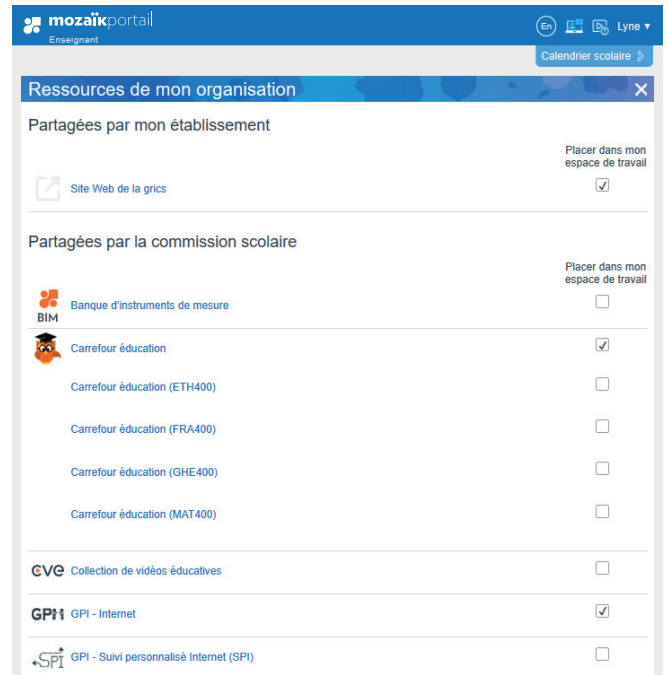 mozaïkportail
Enseignant
En
Lyne ▾
Calendrier scolaire
Ressources de mon organisation
Partagées par mon établissement
Placer dans mon
espace de travail
Site Web de la grics
Partagées par la commission scolaire
Placer dans mon
espace de travail
BIM
Banque d'instruments de mesure
Carrefour éducation
Carrefour éducation (ETH400)
Carrefour éducation (FRA400)
Carrefour éducation (GHE400)
Carrefour éducation (MAT400)
CVE Collection de vidéos éducatives
GPI GPI - Internet
SPI GPI - Suivi personnalisé Internet (SPI)